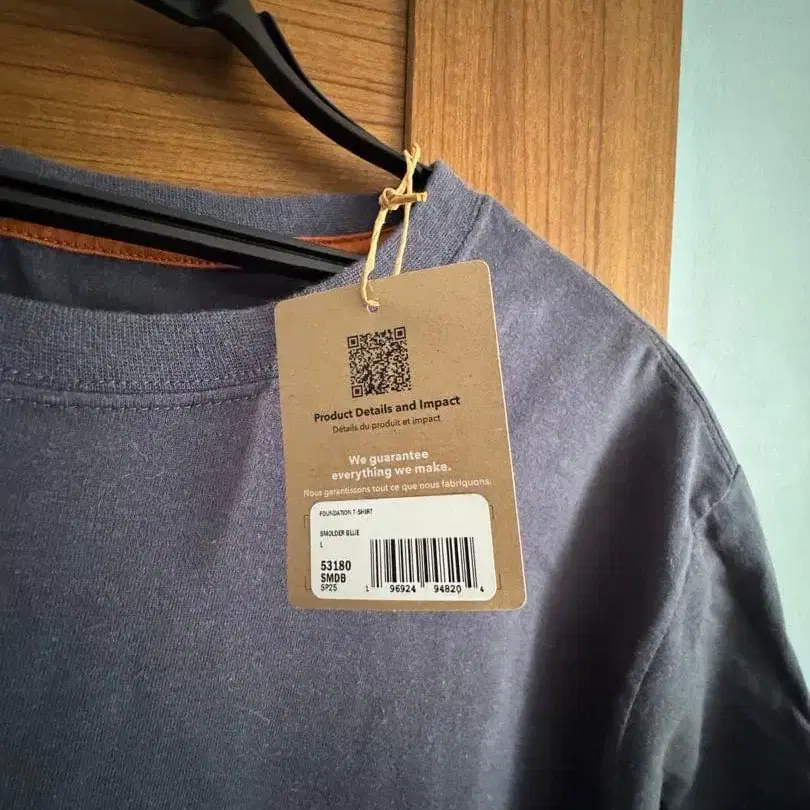 Product Details and Impact
Détails du produit et impact
We guarantee
everything we make.
Nous garantissons tout ce que nous fabriquons.
FOUNDATION T-SHIRT
SMOLDER BLUE
L
53180
SMDB
SP25
1 96924 94820 4